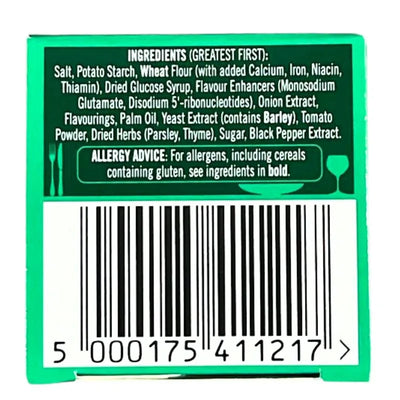 INGREDIENTS (GREATEST FIRST):
Salt, Potato Starch, Wheat Flour (with added Calcium, Iron, Niacin,
Thiamin), Dried Glucose Syrup, Flavour Enhancers (Monosodium
Glutamate, Disodium 5'-ribonucleotides), Onion Extract,
Flavourings, Palm Oil, Yeast Extract (contains Barley), Tomato
Powder, Dried Herbs (Parsley, Thyme), Sugar, Black Pepper Extract.
ALLERGY ADVICE: For allergens, including cereals
containing gluten, see ingredients in bold.
5 000175 411217 >